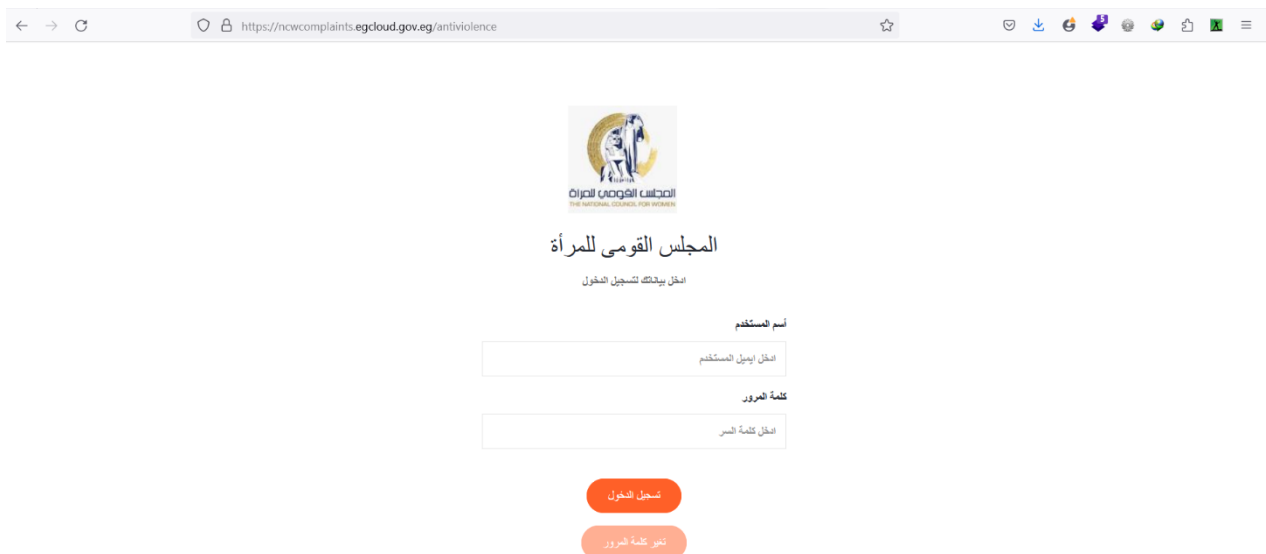 https://ncwcomplaints.egcloud.gov.eg/antiviolence
5
المجلس القومي للمرأة
THE NATIONAL COUNCIL FOR WOMEN
المجلس القومى للمرأة
ادخل بياناتك لتسجيل الدخول
أسم المستخدم
ادخل ايميل المستخدم
كلمة المرور
ادخل كلمة السر
تسجيل الدخول
تغير كلمة المرور